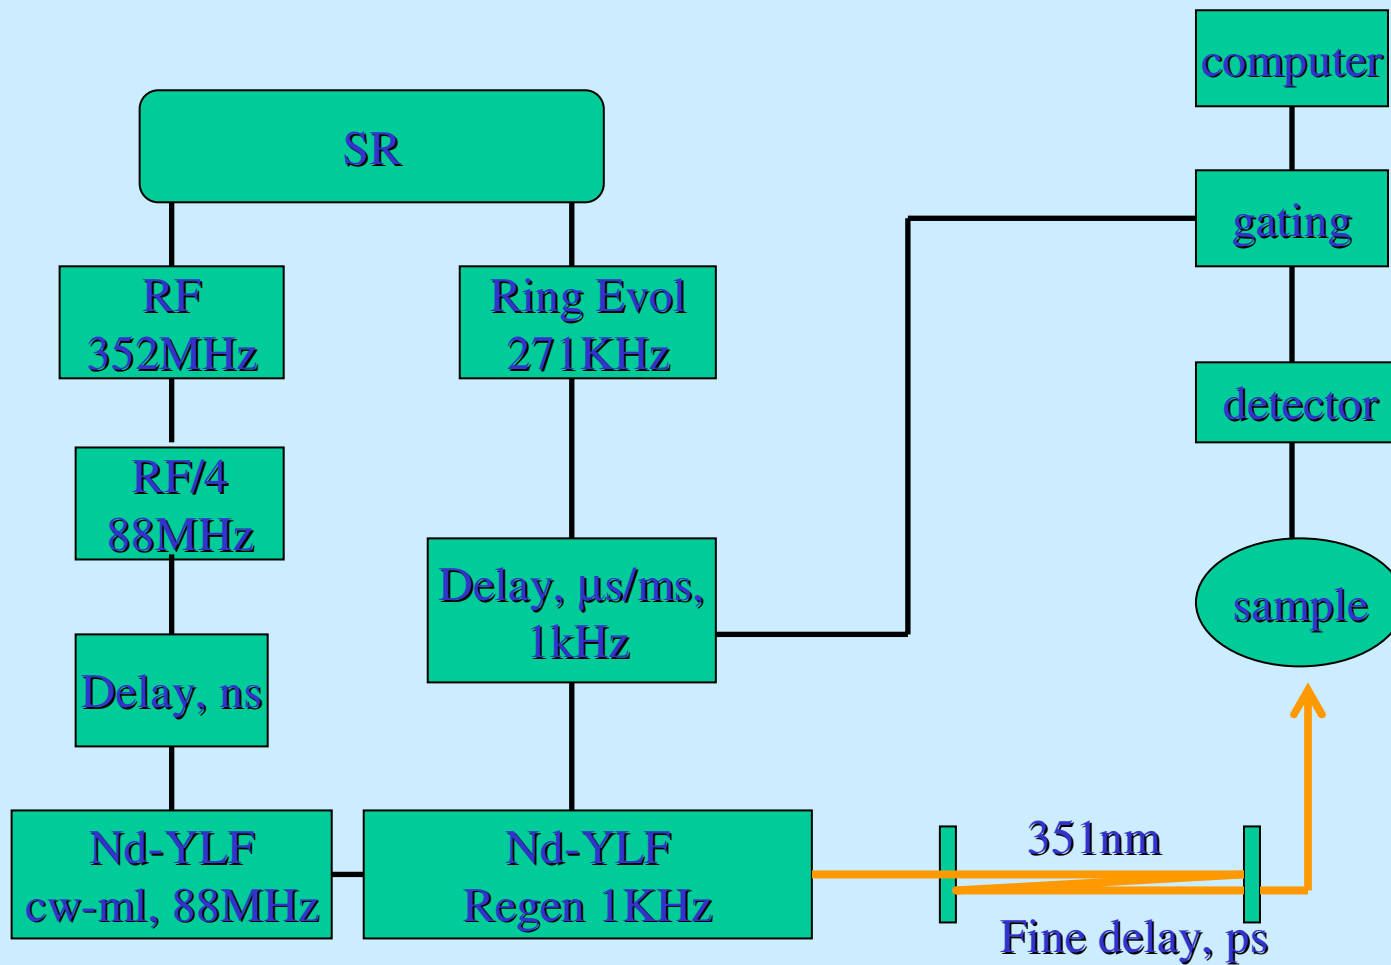 computer
SR
gating
RF
352MHz
Ring Evol
271KHz
detector
RF/4
88MHz
Delay, μs/ms,
1kHz
sample
Delay, ns
Nd-YLF
cw-ml, 88MHz
Nd-YLF
Regen 1KHz
351nm
Fine delay, ps